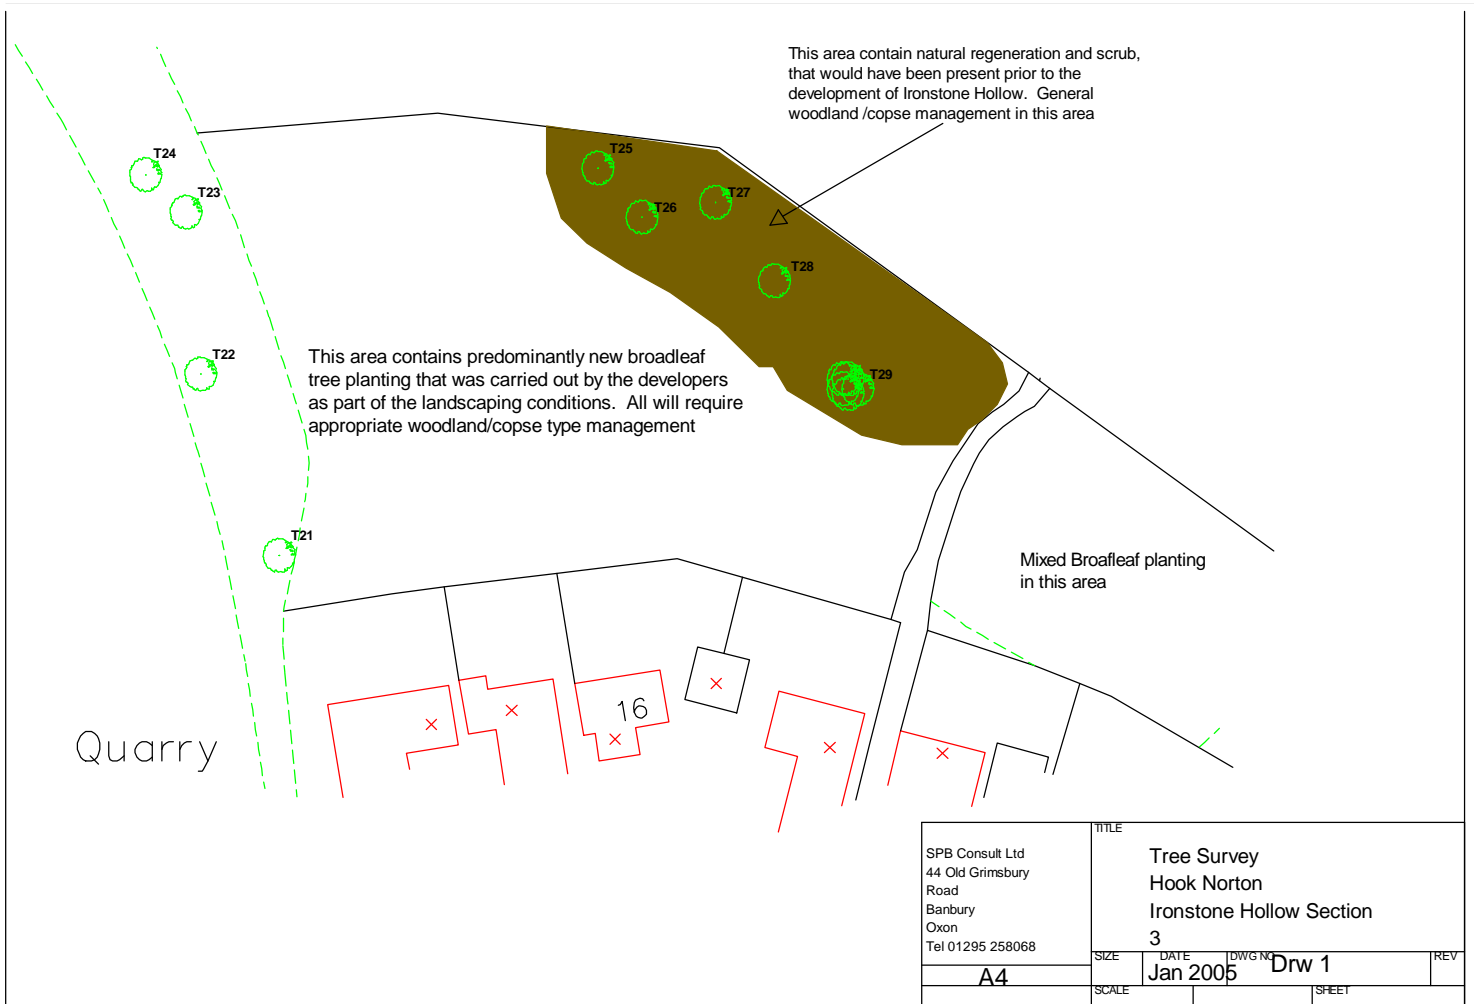 This area contain natural regeneration and scrub,
that would have been present prior to the
development of Ironstone Hollow.  General
woodland /copse management in this area
T24
T23
T25
T26
T27
T28
T29
T22
T21
This area contains predominantly new broadleaf
tree planting that was carried out by the developers
as part of the landscaping conditions.  All will require
appropriate woodland/copse type management
Mixed Broafleaf planting
in this area
16
Quarry
SPB Consult Ltd
44 Old Grimsbury
Road
Banbury
Oxon
Tel 01295 258068
A4
TITLE
Tree Survey
Hook Norton
Ironstone Hollow Section
3
SIZE
DATE
Jan 2005
DWG NO
Drw 1
REV
SCALE
SHEET